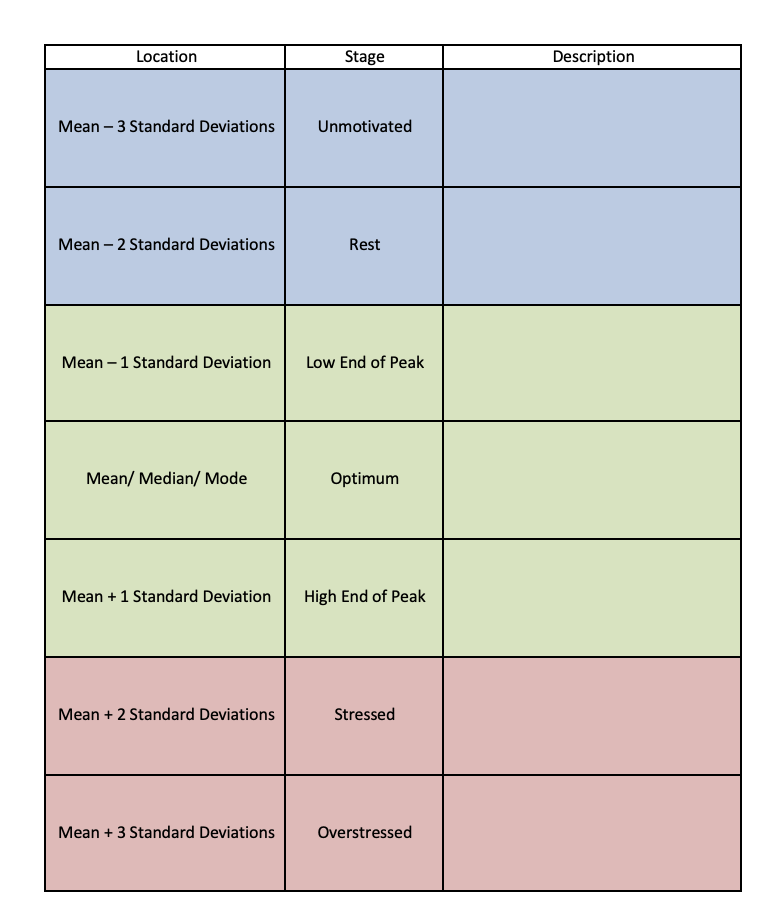 Location Stage Description
Mean – 3 Standard Deviations Unmotivated
Mean – 2 Standard Deviations Rest
Mean – 1 Standard Deviation Low End of Peak
Mean/ Median/ Mode Optimum
Mean + 1 Standard Deviation High End of Peak
Mean + 2 Standard Deviations Stressed
Mean + 3 Standard Deviations Overstressed